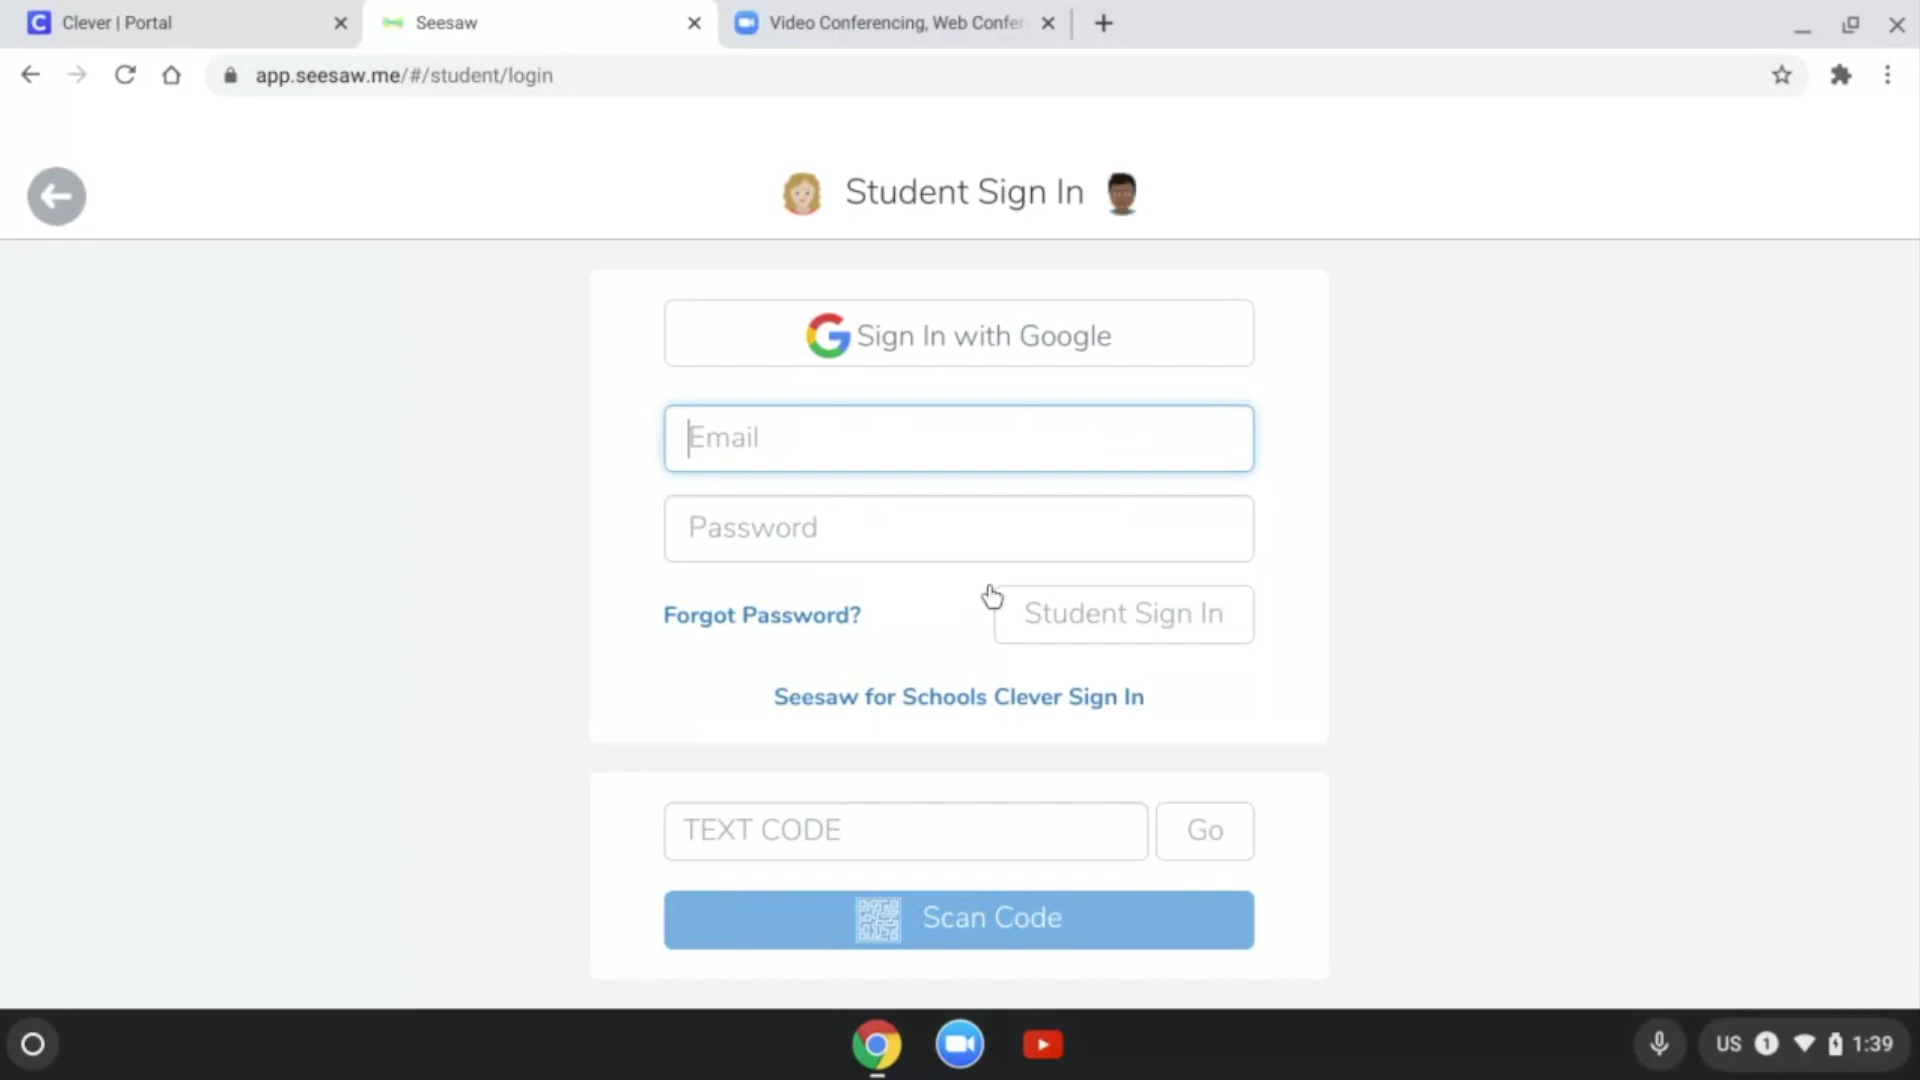 Clever | Portal
Seesaw
Video Conferencing, Web Confer
app.seesaw.me/#/student/login
Student Sign In
Sign In with Google
Email
Password
Forgot Password?
Student Sign In
Seesaw for Schools Clever Sign In
TEXT CODE
Go
Scan Code
US 1 1:39